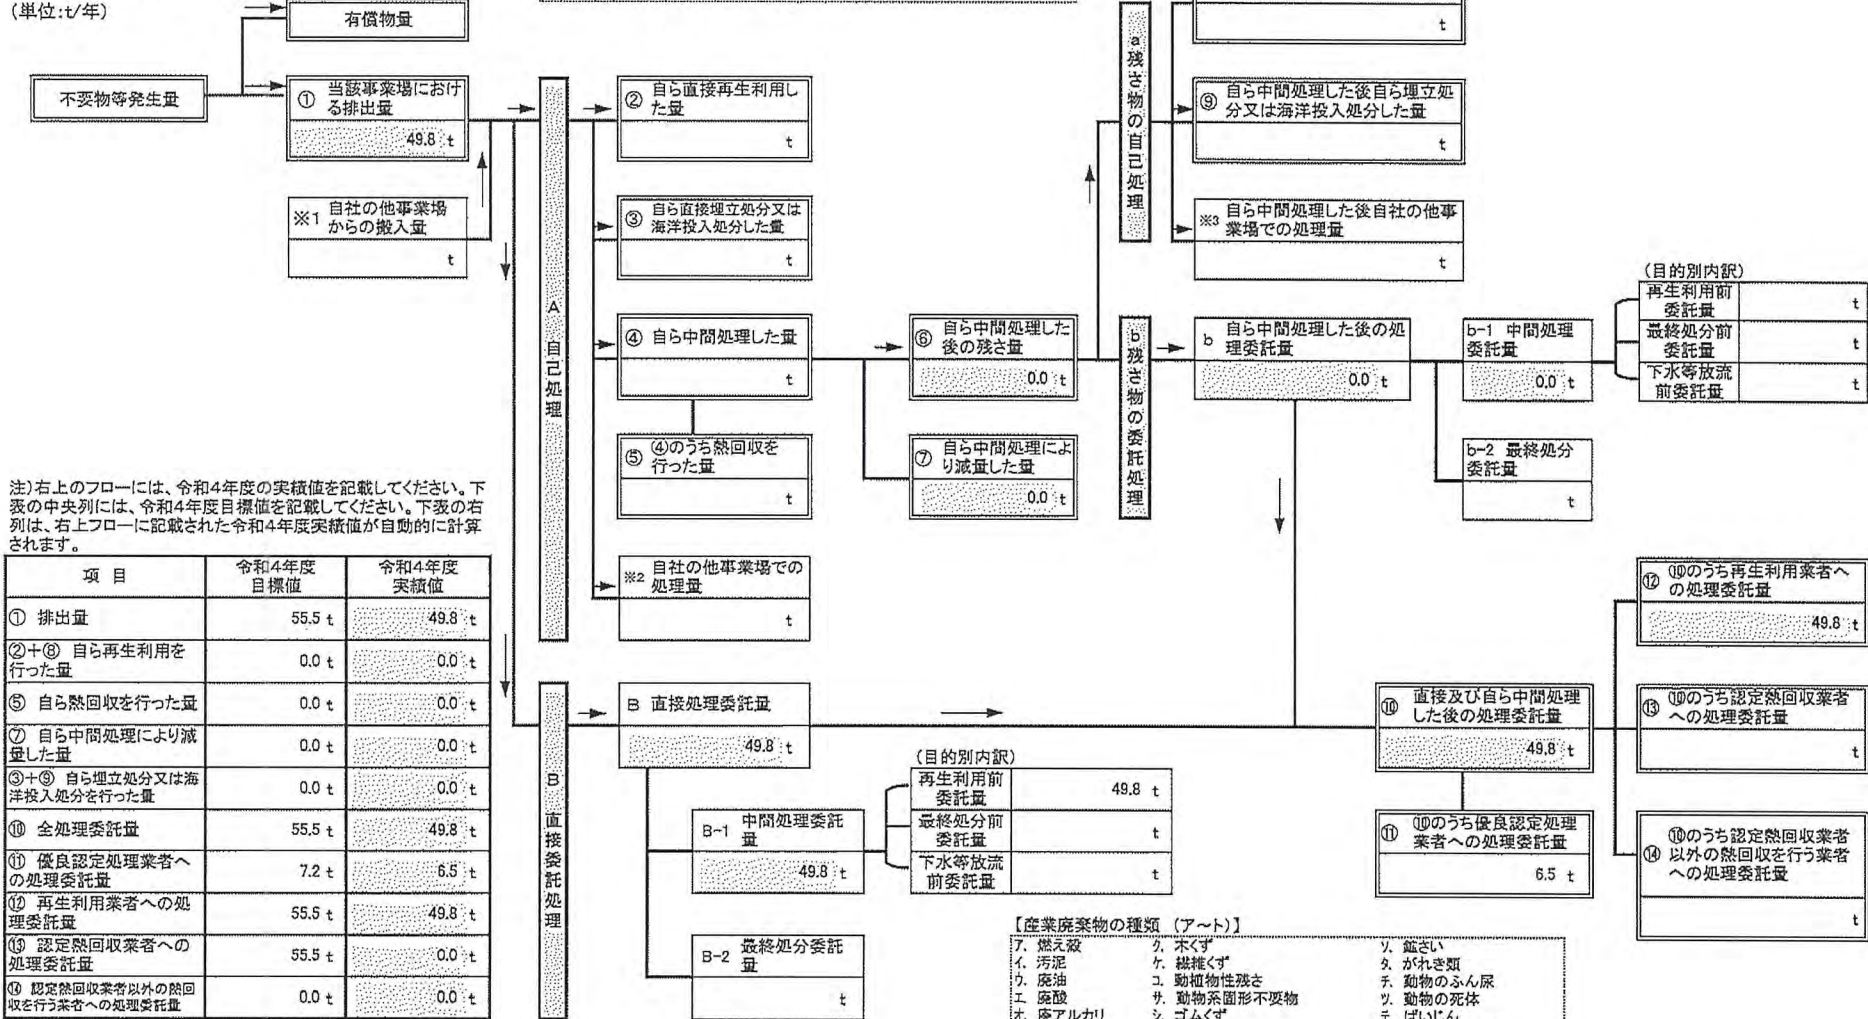 (単位:t/年)
有償物量
不要物等発生量
① 当該事業場におけ
る排出量
49.8 t
※1 自社の他事業場
からの搬入量
t
A 自己処理
② 自ら直接再生利用し
た量
t
③ 自ら直接埋立処分又は
海洋投入処分した量
t
④ 自ら中間処理した量
t
⑤ ④のうち熱回収を
行った量
t
※2 自社の他事業場での
処理量
t
⑥ 自ら中間処理した
後の残さ量
0.0 t
⑦ 自ら中間処理によ
り減量した量
0.0 t
a 残さ物の自己処理
t
⑨ 自ら中間処理した後自ら埋立処
分又は海洋投入処分した量
t
※3 自ら中間処理した後自社の他事
業場での処理量
t
b 残さ物の委託処理
b 自ら中間処理した後の処
理委託量
0.0 t
b-1 中間処理
委託量
0.0 t
b-2 最終処分
委託量
t
(目的別内訳)
再生利用前
委託量 t
最終処分前
委託量 t
下水等放流
前委託量 t
注)右上のフローには、令和4年度の実績値を記載してください。下
表の中央列には、令和4年度目標値を記載してください。下表の右
列は、右上フローに記載された令和4年度実績値が自動的に計算
されます。
項 目 令和4年度
目標値 令和4年度
実績値
① 排出量 55.5 t 49.8 t
②+⑧ 自ら再生利用を
行った量 0.0 t 0.0 t
⑤ 自ら熱回収を行った量 0.0 t 0.0 t
⑦ 自ら中間処理により減
量した量 0.0 t 0.0 t
③+⑨ 自ら埋立処分又は海
洋投入処分を行った量 0.0 t 0.0 t
⑩ 全処理委託量 55.5 t 49.8 t
⑪ 優良認定処理業者へ
の処理委託量 7.2 t 6.5 t
⑫ 再生利用業者への処
理委託量 55.5 t 49.8 t
⑬ 認定熱回収業者への
処理委託量 55.5 t 0.0 t
⑭ 認定熱回収業者以外の熱回
収を行う業者への処理委託量 0.0 t 0.0 t
B 直接委託処理
B 直接処理委託量
49.8 t
B-1 中間処理委託
量
49.8 t
B-2 最終処分委託
量
t
(目的別内訳)
再生利用前
委託量 49.8 t
最終処分前
委託量 t
下水等放流
前委託量 t
⑩ 直接及び自ら中間処理
した後の処理委託量
49.8 t
⑪ ⑩のうち優良認定処理
業者への処理委託量
6.5 t
⑫ ⑩のうち再生利用業者へ
の処理委託量
49.8 t
⑬ ⑩のうち認定熱回収業者
への処理委託量
t
⑭ ⑩のうち認定熱回収業者
以外の熱回収を行う業者
への処理委託量
t
【産業廃棄物の種類 (ア~ト)】
ア. 燃え殻 ク. 木くず ソ. 鉱さい
イ. 汚泥 ケ. 繊維くず タ. がれき類
ウ. 廃油 コ. 動植物性残さ チ. 動物のふん尿
エ. 廃酸 サ. 動物系固形不要物 ツ. 動物の死体
オ. 廃アルカリ シ. ゴムくず テ. ばいじん